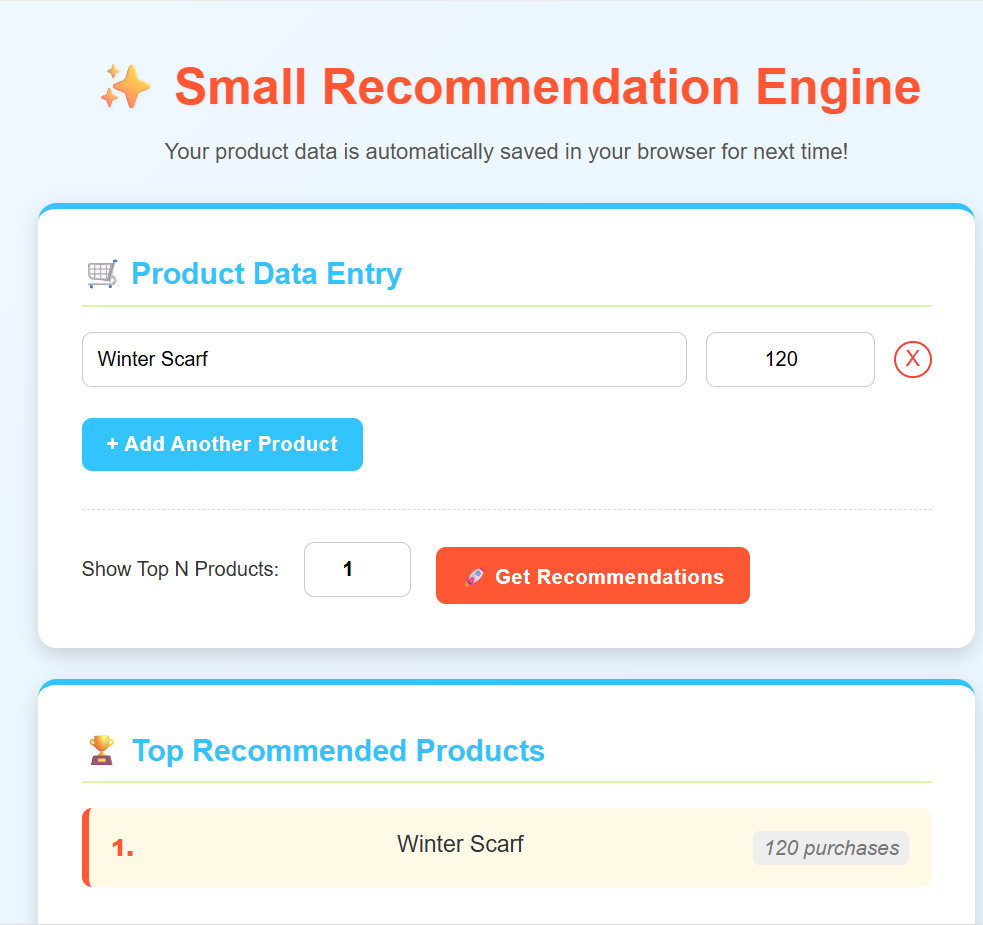 ✨ Small Recommendation Engine
Your product data is automatically saved in your browser for next time!
🛒 Product Data Entry
Winter Scarf 120 X
+ Add Another Product
Show Top N Products: 1 🚀 Get Recommendations
🏆 Top Recommended Products
1. Winter Scarf 120 purchases